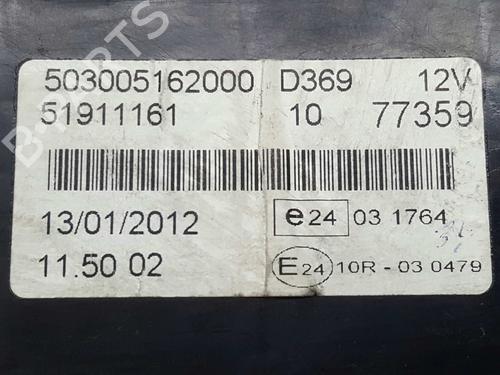 503005162000 D369 12V
51911161 10 77359
13/01/2012 e24 03 1764
11.50 02 E24 10R - 03 0479
B-PARTS